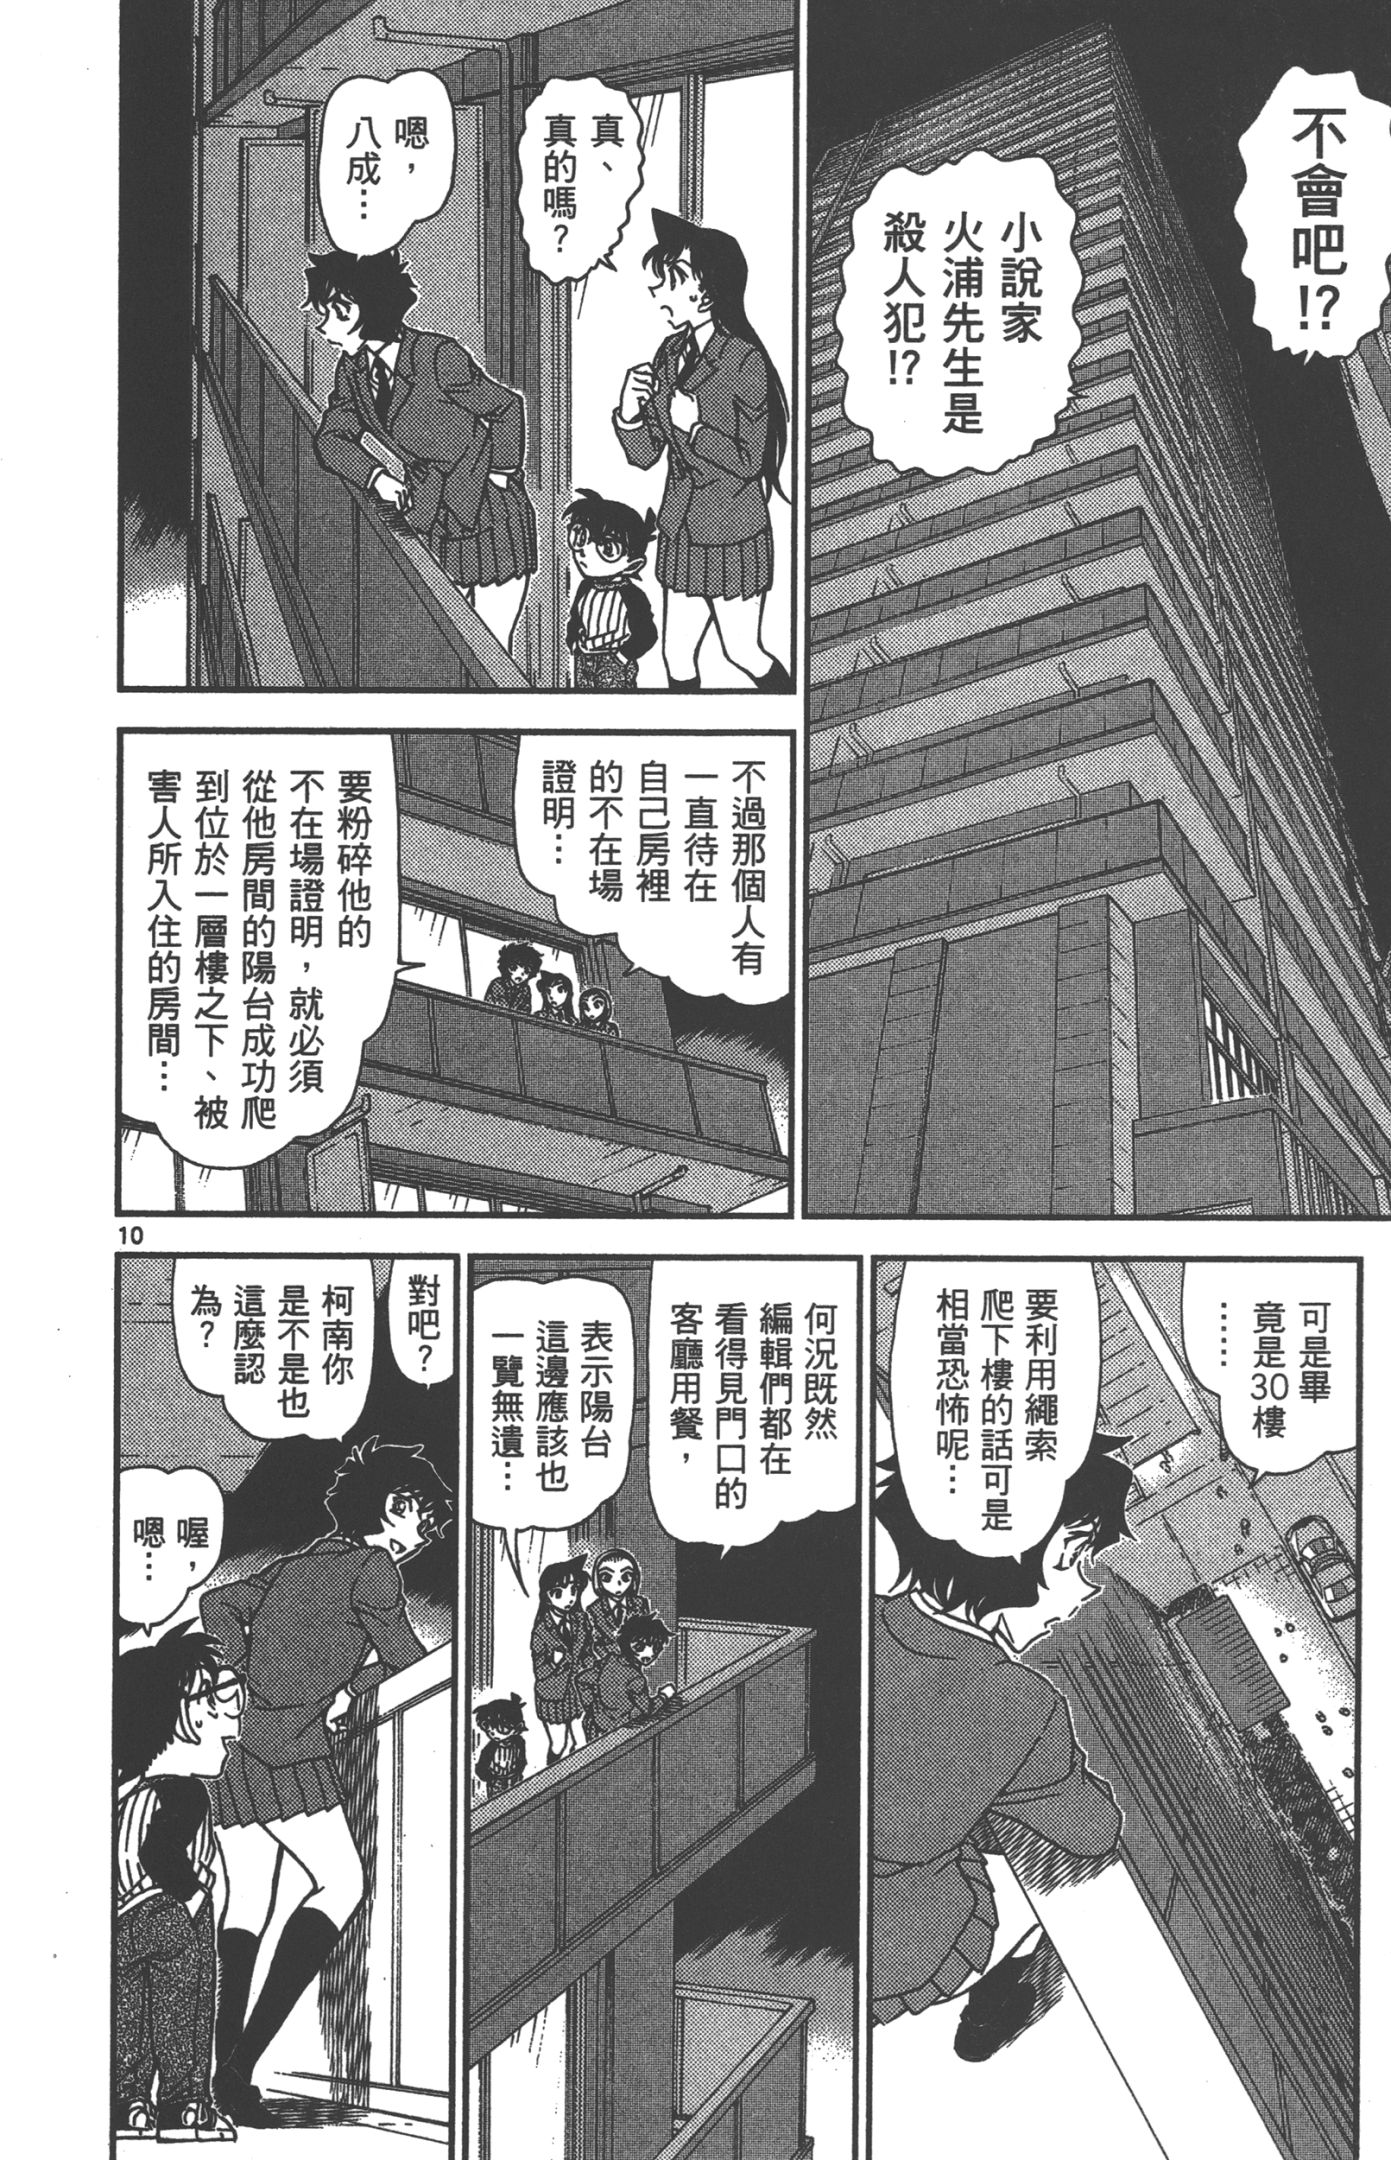 不會吧!?
小說家
火浦先生是
殺人犯!?
真、
真的嗎?
嗯，
八成…
不過那個人有
一直待在
自己房裡
的不在場
證明…
要粉碎他的
不在場證明，就必須
從他房間的陽台成功爬
到位於一層樓之下、被
害人所入住的房間…
10
可是畢
竟是30樓
……
要利用繩索
爬下樓的話可是
相當恐怖呢…
何況既然
編輯們都在
看得見門口的
客廳用餐，
表示陽台
這邊應該也
一覽無遺…
對吧?
柯南你
是不是也
這麼認
為?
喔，
嗯…